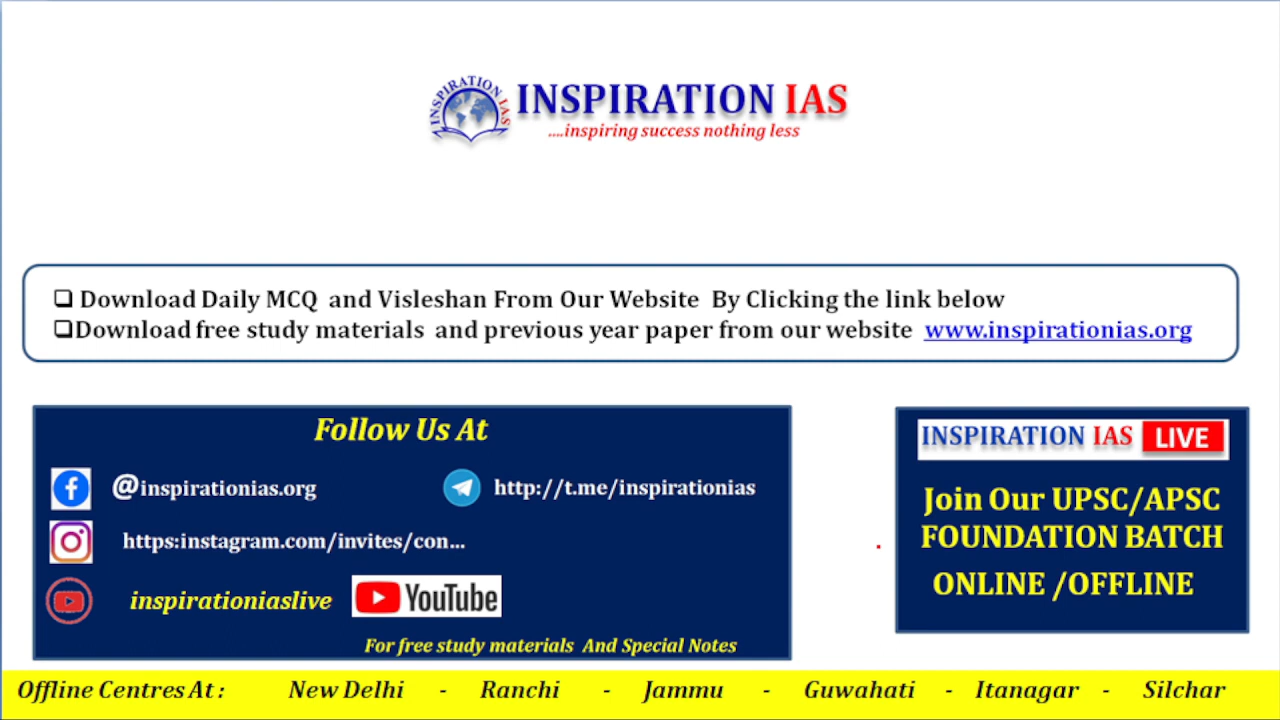 INSPIRATION IAS
INSPIRATION IAS
....inspiring success nothing less
❑ Download Daily MCQ and Visleshan From Our Website By Clicking the link below
❑Download free study materials and previous year paper from our website www.inspirationias.org
Follow Us At
@inspirationias.org
http://t.me/inspirationias
https:instagram.com/invites/con...
inspirationiaslive
YouTube
For free study materials And Special Notes
INSPIRATION IAS LIVE
Join Our UPSC/APSC
FOUNDATION BATCH
ONLINE /OFFLINE
Offline Centres At : New Delhi - Ranchi - Jammu - Guwahati - Itanagar - Silchar